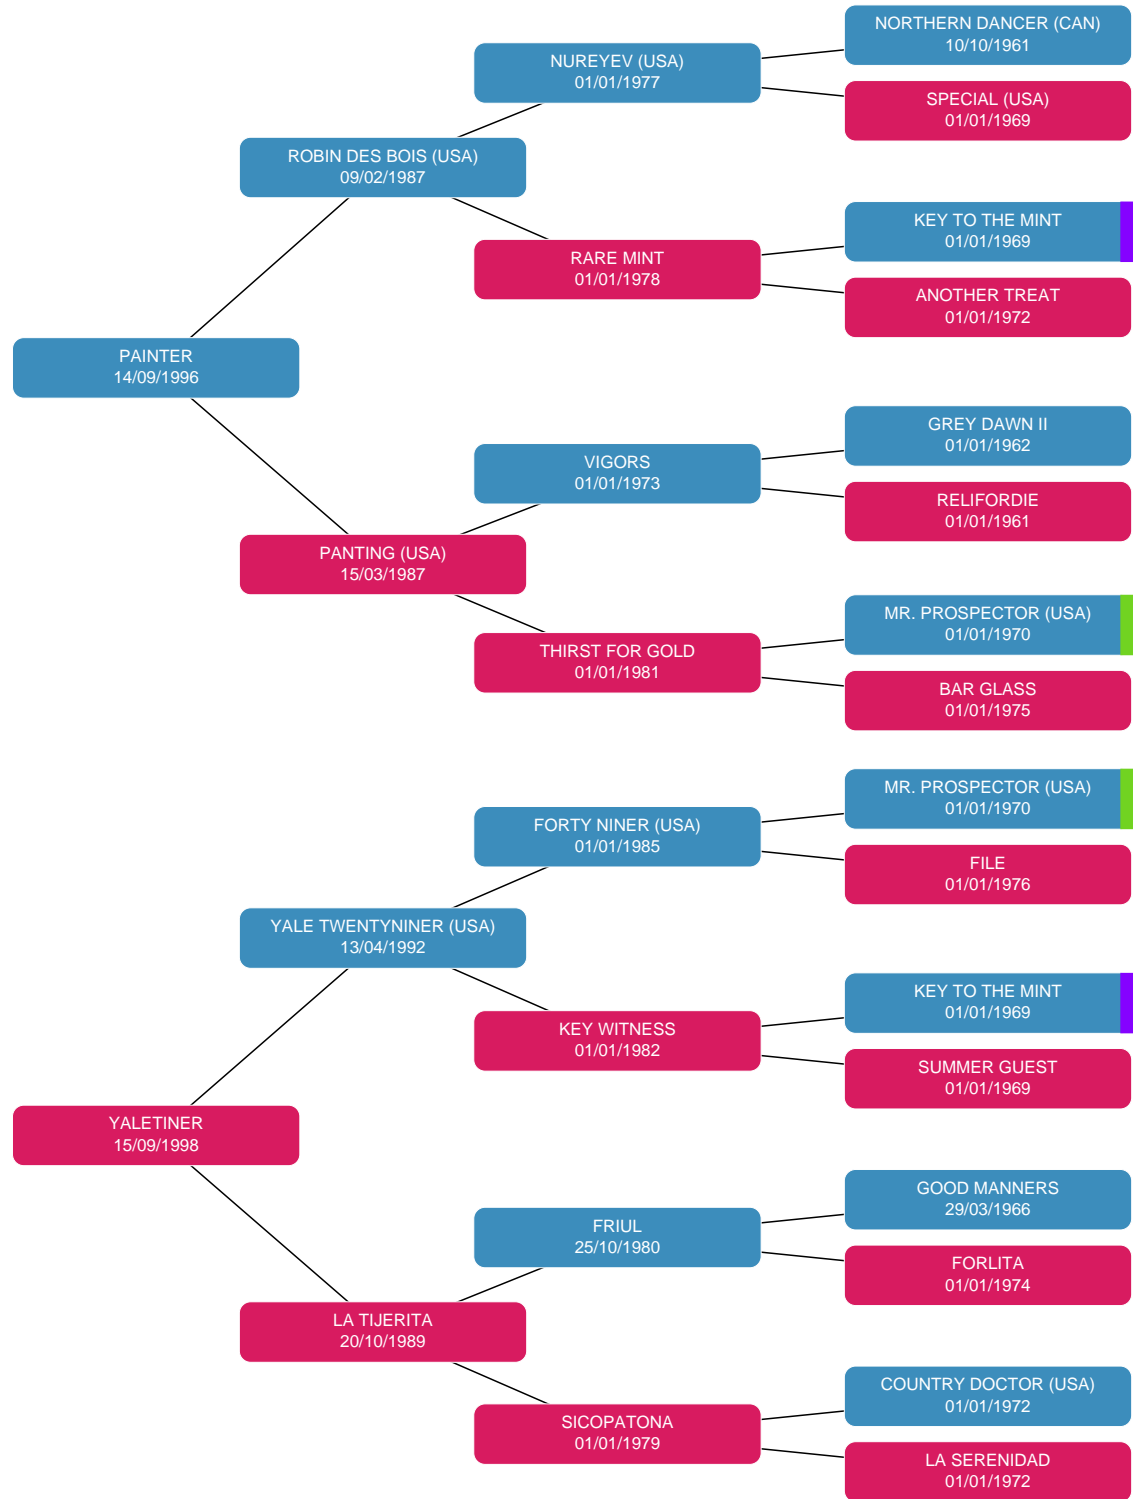 NORTHERN DANCER (CAN)
10/10/1961
NUREYEV (USA)
01/01/1977
SPECIAL (USA)
01/01/1969
ROBIN DES BOIS (USA)
09/02/1987
KEY TO THE MINT
01/01/1969
RARE MINT
01/01/1978
ANOTHER TREAT
01/01/1972
PAINTER
14/09/1996
GREY DAWN II
01/01/1962
VIGORS
01/01/1973
RELIFORDIE
01/01/1961
PANTING (USA)
15/03/1987
MR. PROSPECTOR (USA)
01/01/1970
THIRST FOR GOLD
01/01/1981
BAR GLASS
01/01/1975
MR. PROSPECTOR (USA)
01/01/1970
FORTY NINER (USA)
01/01/1985
FILE
01/01/1976
YALE TWENTYNINER (USA)
13/04/1992
KEY TO THE MINT
01/01/1969
KEY WITNESS
01/01/1982
SUMMER GUEST
01/01/1969
YALETINER
15/09/1998
GOOD MANNERS
29/03/1966
FRIUL
25/10/1980
FORLITA
01/01/1974
LA TIJERITA
20/10/1989
COUNTRY DOCTOR (USA)
01/01/1972
SICOPATONA
01/01/1979
LA SERENIDAD
01/01/1972